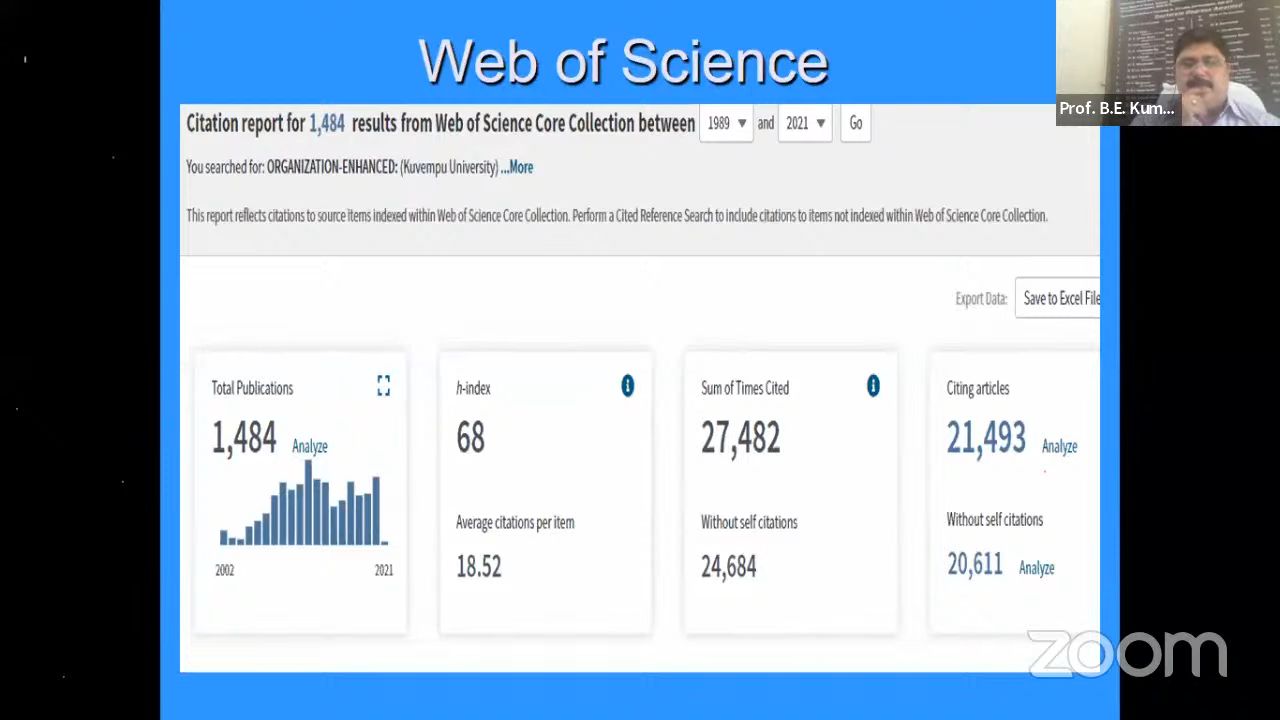 Web of Science
Prof. B.E. Kum...
Citation report for 1,484 results from Web of Science Core Collection between 1989 and 2021 Go
You searched for: ORGANIZATION-ENHANCED: (Kuvempu University) ...More
This report reflects citations to source items indexed within Web of Science Core Collection. Perform a Cited Reference Search to include citations to items not indexed within Web of Science Core Collection.
Export Data: Save to Excel File
Total Publications
1,484 Analyze
2002 2021
h-index
68
Average citations per item
18.52
Sum of Times Cited
27,482
Without self citations
24,684
Citing articles
21,493 Analyze
Without self citations
20,611 Analyze
zoom